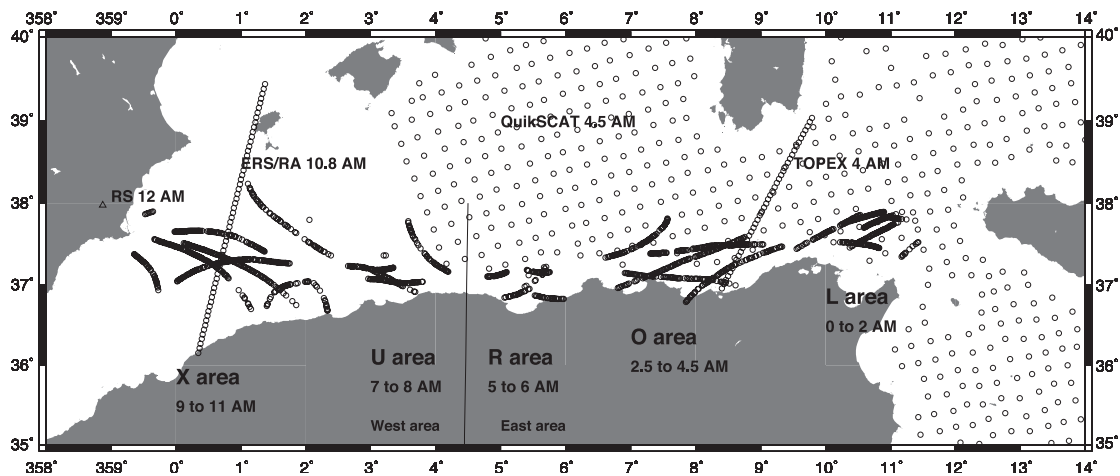 358° 359° 0° 1° 2° 3° 4° 5° 6° 7° 8° 9° 10° 11° 12° 13° 14°
40° 40°
QuikSCAT 4.5 AM
39° 39°
ERS/RA 10.8 AM TOPEX 4 AM
RS 12 AM
38° 38°
37° 37°
L area
0 to 2 AM
O area
2.5 to 4.5 AM
U area R area
36° 36°
X area
7 to 8 AM 5 to 6 AM
9 to 11 AM
West area East area
35° 35°
358° 359° 0° 1° 2° 3° 4° 5° 6° 7° 8° 9° 10° 11° 12° 13° 14°